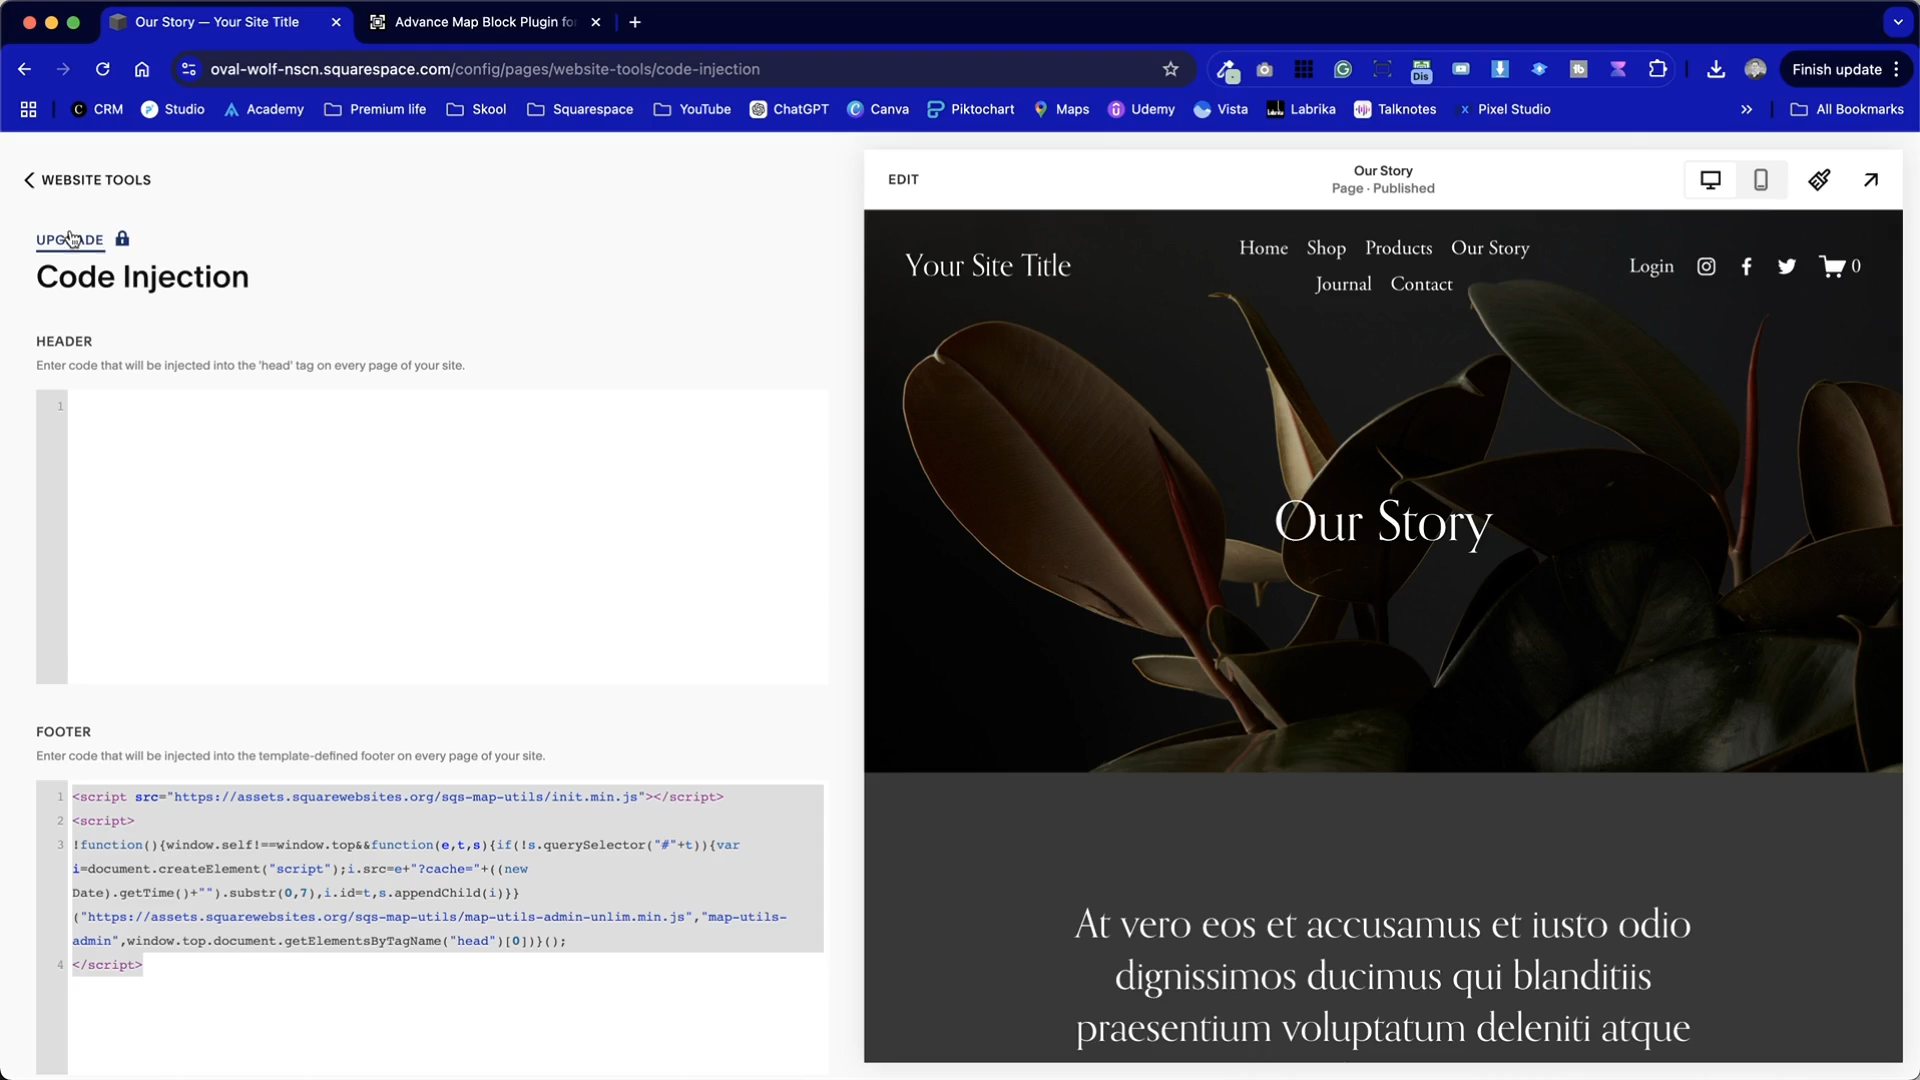 Our Story — Your Site Title
Advance Map Block Plugin for
oval-wolf-nscn.squarespace.com/config/pages/website-tools/code-injection
Dis
Finish update
CRM
Studio
Academy
Premium life
Skool
Squarespace
YouTube
ChatGPT
Canva
Piktochart
Maps
Udemy
Vista
Labrika
Talknotes
Pixel Studio
All Bookmarks
WEBSITE TOOLS
UPGRADE
Code Injection
HEADER
Enter code that will be injected into the 'head' tag on every page of your site.
1
FOOTER
Enter code that will be injected into the template-defined footer on every page of your site.
1 <script src="https://assets.squarewebsites.org/sqs-map-utils/init.min.js"></script>
2 <script>
3 !function(){window.self!==window.top&&function(e,t,s){if(!s.querySelector("#"+t)){var
i=document.createElement("script");i.src=e+"?cache="+((new
Date).getTime()+"").substr(0,7),i.id=t,s.appendChild(i)}}
("https://assets.squarewebsites.org/sqs-map-utils/map-utils-admin-unlim.min.js","map-utils-
admin",window.top.document.getElementsByTagName("head")[0])}();
4 </script>
EDIT
Our Story
Page · Published
Your Site Title
Home Shop Products Our Story
Journal Contact
Login
0
Our Story
At vero eos et accusamus et iusto odio
dignissimos ducimus qui blanditiis
praesentium voluptatum deleniti atque